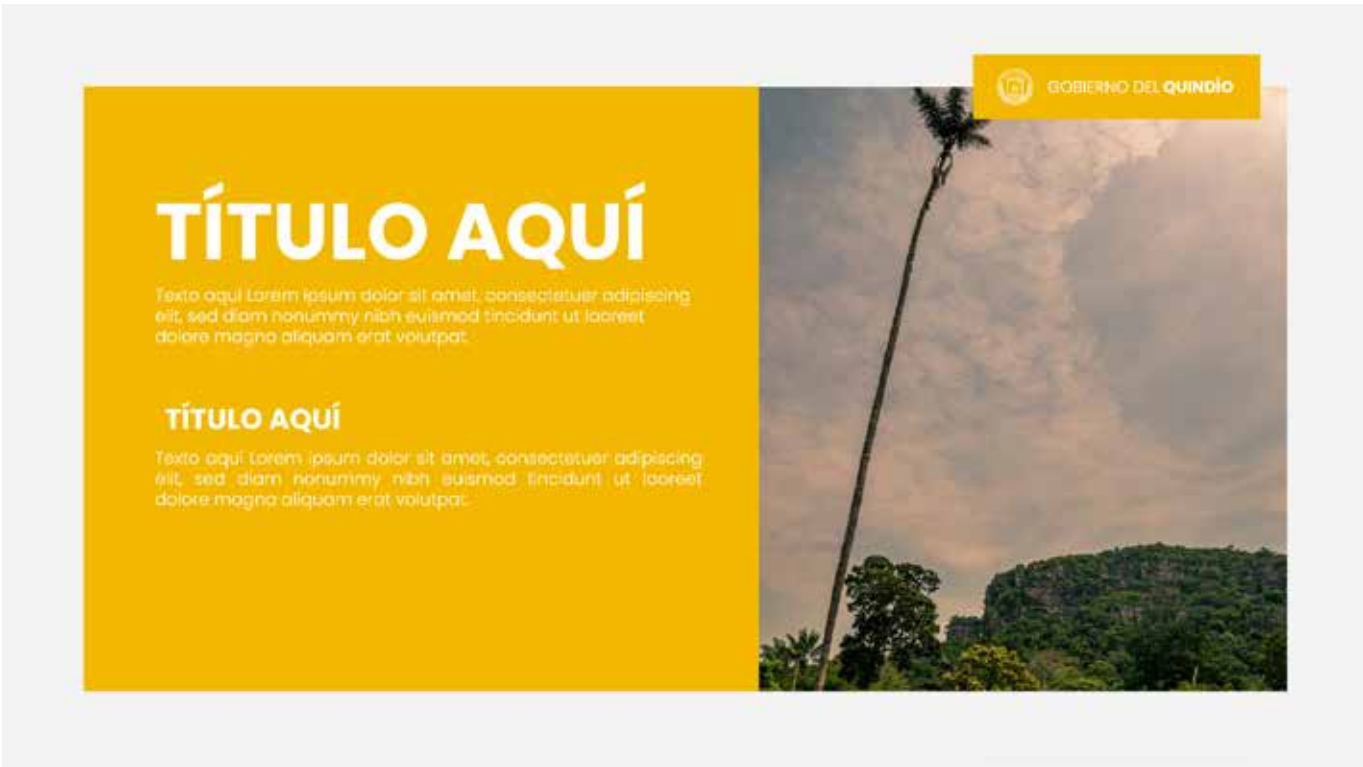 GOBIERNO DEL QUINDÍO
TÍTULO AQUÍ
Texto aquí Lorem ipsum dolor sit amet, consectetuer adipiscing
elit, sed diam nonummy nibh euismod tincidunt ut laoreet
dolore magna aliquam erat volutpat.
TÍTULO AQUÍ
Texto aquí Lorem ipsum dolor sit amet, consectetuer adipiscing
elit, sed diam nonummy nibh euismod tincidunt ut laoreet
dolore magna aliquam erat volutpat.